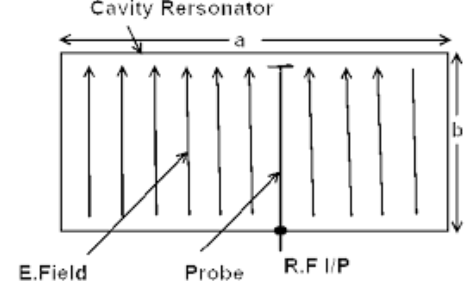 Cavity Rersonator
a
b
E.Field
Probe
R.F I/P